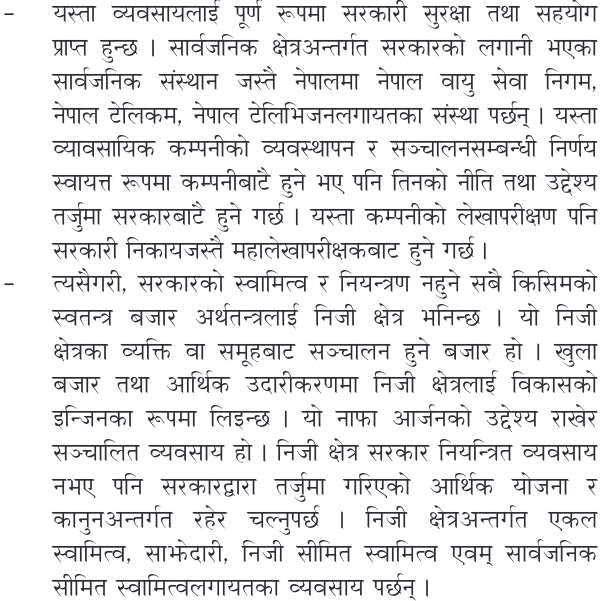 – यस्ता व्यवसायलाई पूर्ण रूपमा सरकारी सुरक्षा तथा सहयोग
प्राप्त हुन्छ । सार्वजनिक क्षेत्रअन्तर्गत सरकारको लगानी भएका
सार्वजनिक संस्थान जस्तै नेपालमा नेपाल वायु सेवा निगम,
नेपाल टेलिकम, नेपाल टेलिभिजनलगायतका संस्था पर्छन् । यस्ता
व्यावसायिक कम्पनीको व्यवस्थापन र सञ्चालनसम्बन्धी निर्णय
स्वायत्त रूपमा कम्पनीबाटै हुने भए पनि तिनको नीति तथा उद्देश्य
तर्जुमा सरकारबाटै हुने गर्छ । यस्ता कम्पनीको लेखापरीक्षण पनि
सरकारी निकायजस्तै महालेखापरीक्षकबाट हुने गर्छ ।
– त्यसैगरी, सरकारको स्वामित्व र नियन्त्रण नहुने सबै किसिमको
स्वतन्त्र बजार अर्थतन्त्रलाई निजी क्षेत्र भनिन्छ । यो निजी
क्षेत्रका व्यक्ति वा समूहबाट सञ्चालन हुने बजार हो । खुला
बजार तथा आर्थिक उदारीकरणमा निजी क्षेत्रलाई विकासको
इन्जिनका रूपमा लिइन्छ । यो नाफा आर्जनको उद्देश्य राखेर
सञ्चालित व्यवसाय हो । निजी क्षेत्र सरकार नियन्त्रित व्यवसाय
नभए पनि सरकारद्वारा तर्जुमा गरिएको आर्थिक योजना र
कानुनअन्तर्गत रहेर चल्नुपर्छ । निजी क्षेत्रअन्तर्गत एकल
स्वामित्व, साझेदारी, निजी सीमित स्वामित्व एवम् सार्वजनिक
सीमित स्वामित्वलगायतका व्यवसाय पर्छन् ।